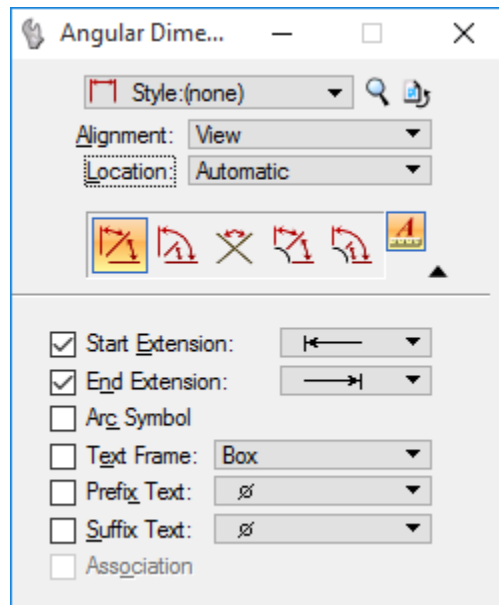 Angular Dime...
Style:(none)
Alignment: View
Location: Automatic
A
Start Extension:
End Extension:
Arc Symbol
Text Frame: Box
Prefix Text: ⌀
Suffix Text: ⌀
Association